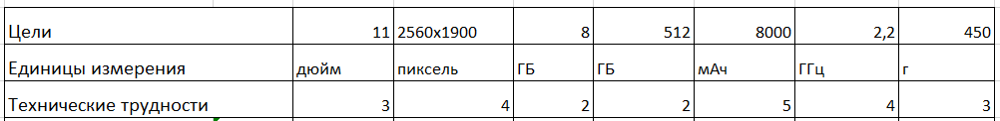 Цели 11 2560x1900 8 512 8000 2,2 450
Единицы измерения дюйм пиксель ГБ ГБ мАч ГГц г
Технические трудности 3 4 2 2 5 4 3